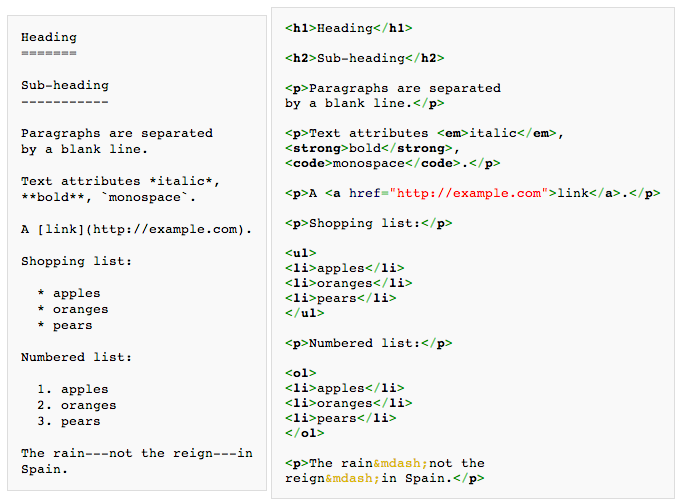 Heading
=======

Sub-heading
-----------

Paragraphs are separated
by a blank line.

Text attributes *italic*,
**bold**, `monospace`.

A [link](http://example.com).

Shopping list:

  * apples
  * oranges
  * pears

Numbered list:

  1. apples
  2. oranges
  3. pears

The rain---not the reign---in
Spain.

<h1>Heading</h1>

<h2>Sub-heading</h2>

<p>Paragraphs are separated
by a blank line.</p>

<p>Text attributes <em>italic</em>,
<strong>bold</strong>,
<code>monospace</code>.</p>

<p>A <a href="http://example.com">link</a>.</p>

<p>Shopping list:</p>

<ul>
<li>apples</li>
<li>oranges</li>
<li>pears</li>
</ul>

<p>Numbered list:</p>

<ol>
<li>apples</li>
<li>oranges</li>
<li>pears</li>
</ol>

<p>The rain&mdash;not the
reign&mdash;in Spain.</p>